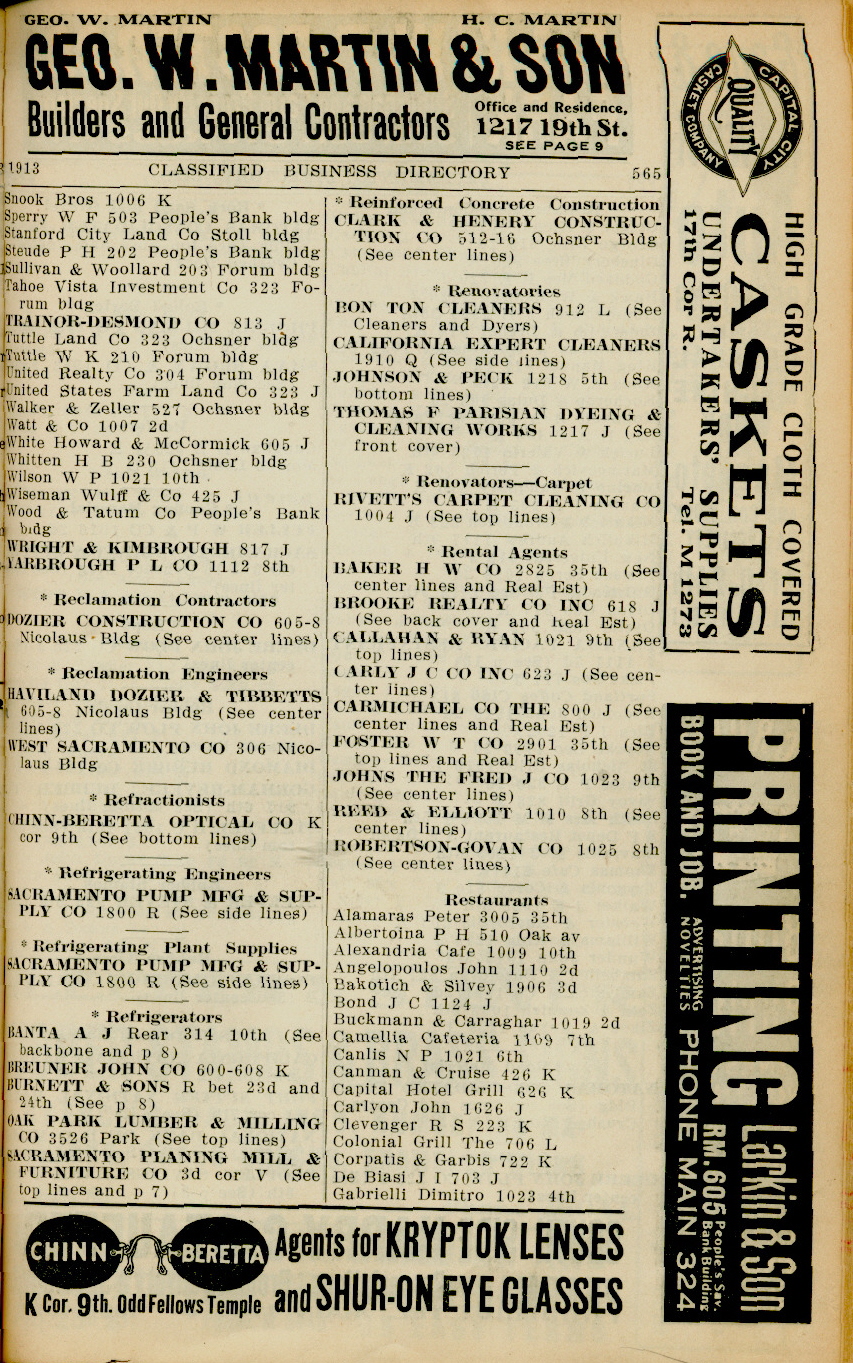 GEO. W. MARTIN H. C. MARTIN
GEO. W. MARTIN & SON
Builders and General Contractors
Office and Residence,
1217 19th St.
SEE PAGE 9
1913 CLASSIFIED BUSINESS DIRECTORY 565
Snook Bros 1006 K
Sperry W F 503 People's Bank bldg
Stanford City Land Co Stoll bldg
Steude P H 202 People's Bank bldg
Sullivan & Woollard 203 Forum bldg
Tahoe Vista Investment Co 323 Fo-
rum bldg
TRAINOR-DESMOND CO 813 J
Tuttle Land Co 323 Ochsner bldg
Tuttle W K 210 Forum bldg
United Realty Co 304 Forum bldg
United States Farm Land Co 323 J
Walker & Zeller 527 Ochsner bldg
Watt & Co 1007 2d
White Howard & McCormick 605 J
Whitten H B 230 Ochsner bldg
Wilson W P 1021 10th
Wiseman Wulff & Co 425 J
Wood & Tatum Co People's Bank
bldg
WRIGHT & KIMBROUGH 817 J
YARBROUGH P L CO 1112 8th
* Reclamation Contractors
DOZIER CONSTRUCTION CO 605-8
Nicolaus Bldg (See center lines)
* Reclamation Engineers
HAVILAND DOZIER & TIBBETTS
605-8 Nicolaus Bldg (See center
lines)
WEST SACRAMENTO CO 306 Nico-
laus Bldg
* Refractionists
CHINN-BERETTA OPTICAL CO K
cor 9th (See bottom lines)
* Refrigerating Engineers
SACRAMENTO PUMP MFG & SUP-
PLY CO 1800 R (See side lines)
* Refrigerating Plant Supplies
SACRAMENTO PUMP MFG & SUP-
PLY CO 1800 R (See side lines)
* Refrigerators
BANTA A J Rear 314 10th (See
backbone and p 8)
BREUNER JOHN CO 600-608 K
BURNETT & SONS R bet 23d and
24th (See p 8)
OAK PARK LUMBER & MILLING
CO 3526 Park (See top lines)
SACRAMENTO PLANING MILL &
FURNITURE CO 3d cor V (See
top lines and p 7)
* Reinforced Concrete Construction
CLARK & HENERY CONSTRUC-
TION CO 512-16 Ochsner Bldg
(See center lines)
* Renovatories
BON TON CLEANERS 912 L (See
Cleaners and Dyers)
CALIFORNIA EXPERT CLEANERS
1910 Q (See side lines)
JOHNSON & PECK 1218 5th (See
bottom lines)
THOMAS F PARISIAN DYEING &
CLEANING WORKS 1217 J (See
front cover)
* Renovators—Carpet
RIVETT'S CARPET CLEANING CO
1004 J (See top lines)
* Rental Agents
BAKER H W CO 2825 35th (See
center lines and Real Est)
BROOKE REALTY CO INC 618 J
(See back cover and Real Est)
CALLAHAN & RYAN 1021 9th (See
top lines)
CARLY J C CO INC 623 J (See cen-
ter lines)
CARMICHAEL CO THE 800 J (See
center lines and Real Est)
FOSTER W T CO 2901 35th (See
top lines and Real Est)
JOHNS THE FRED J CO 1023 9th
(See center lines)
REED & ELLIOTT 1010 8th (See
center lines)
ROBERTSON-GOVAN CO 1025 8th
(See center lines)
Restaurants
Alamaras Peter 3005 35th
Albertoina P H 510 Oak av
Alexandria Cafe 1009 10th
Angelopoulos John 1110 2d
Bakotich & Silvey 1906 3d
Bond J C 1124 J
Buckmann & Carraghar 1019 2d
Camellia Cafeteria 1109 7th
Canlis N P 1021 6th
Canman & Cruise 426 K
Capital Hotel Grill 626 K
Carlyon John 1626 J
Clevenger R S 223 K
Colonial Grill The 706 L
Corpatis & Garbis 722 K
De Biasi J I 703 J
Gabrielli Dimitro 1023 4th
CAPITAL CITY
QUALITY
CASKET COMPANY
HIGH GRADE CLOTH COVERED
CASKETS
UNDERTAKERS' SUPPLIES
17th Cor R. Tel. M 1273
PRINTING
BOOK AND JOB.
ADVERTISING
NOVELTIES
PHONE MAIN 324
Larkin & Son
RM. 605 People's Sav.
Bank Building
CHINN BERETTA
K Cor. 9th. Odd Fellows Temple
Agents for KRYPTOK LENSES
and SHUR-ON EYE GLASSES